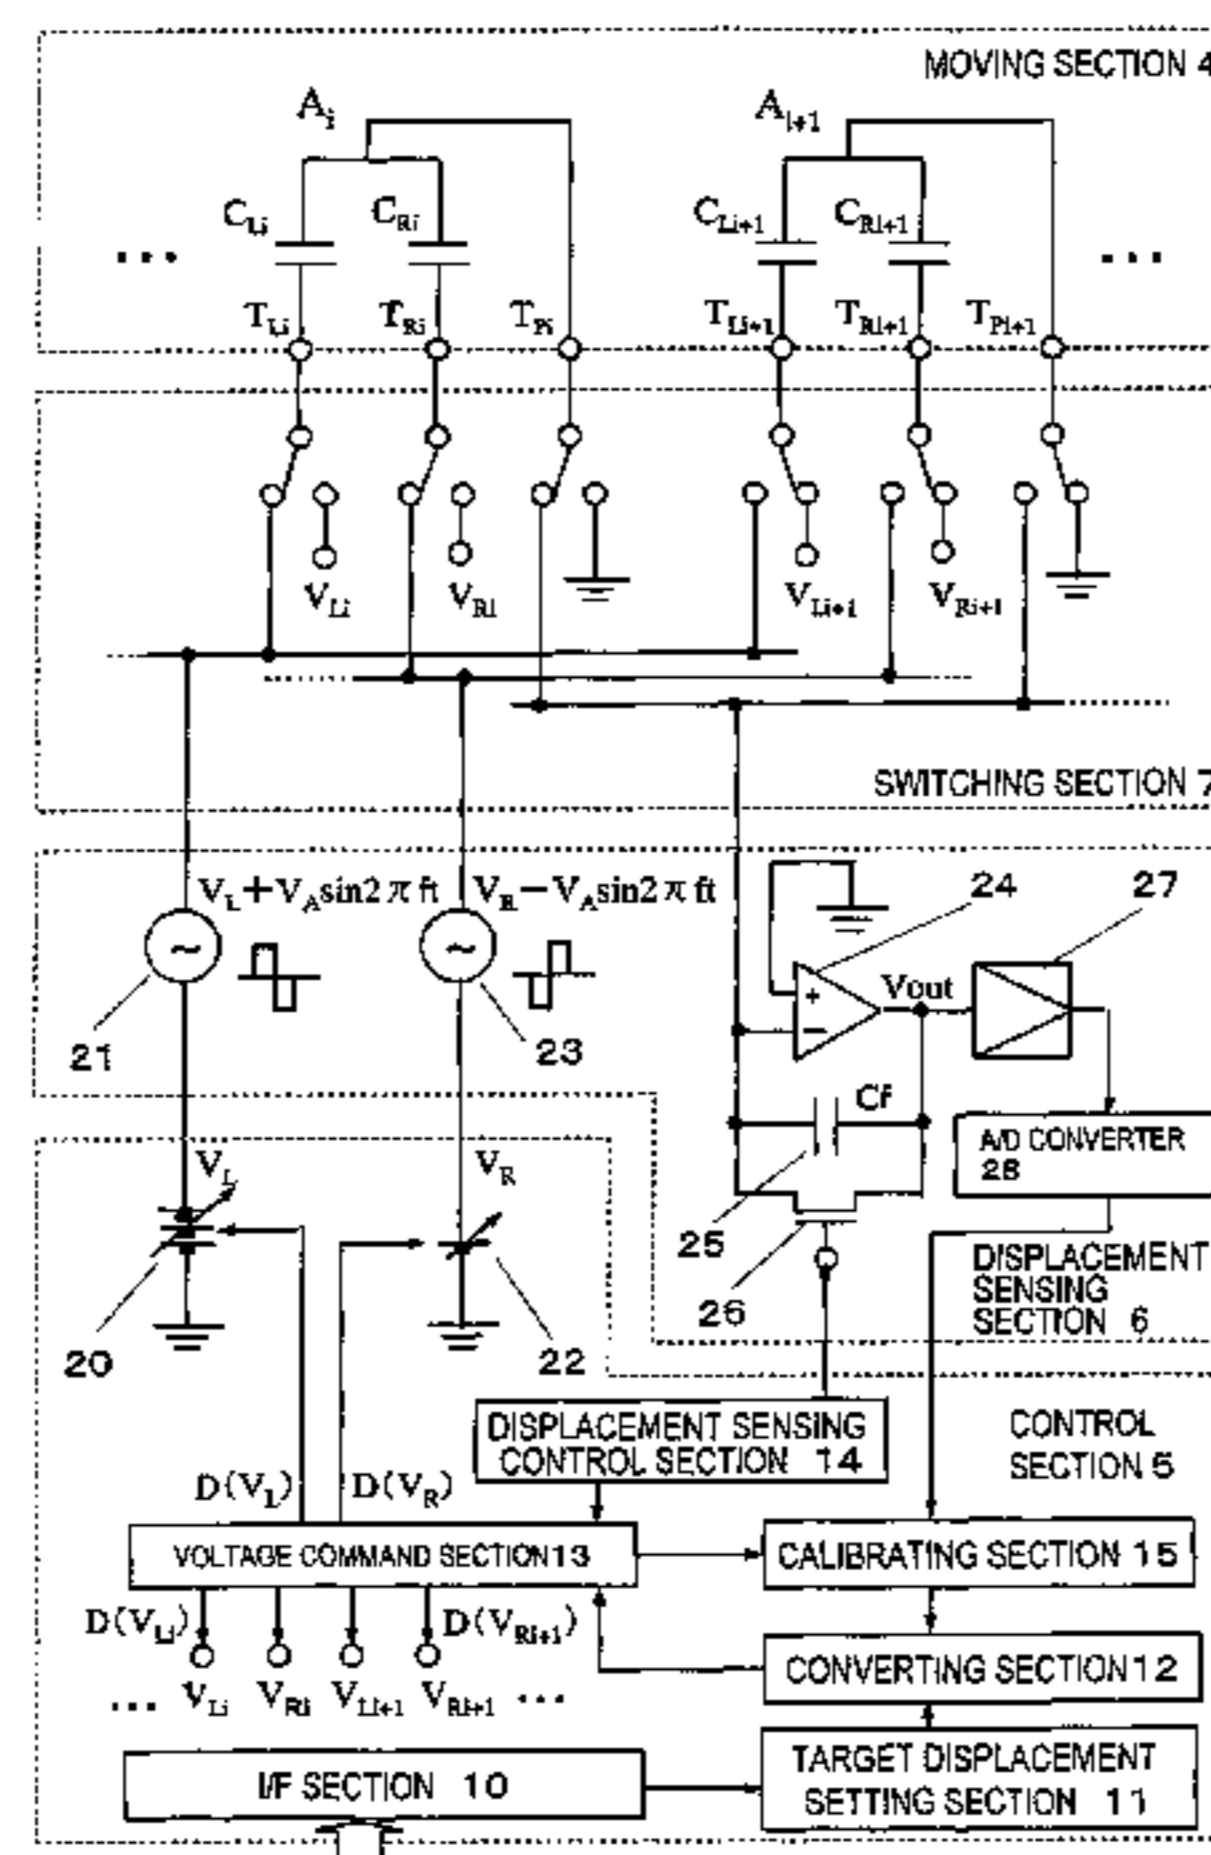 MOVING SECTION 4
A_i A_i+1
C_Li C_Ri C_Li+1 C_Ri+1
... ...
T_Li T_Ri T_Pi T_Li+1 T_Ri+1 T_Pi+1
V_Li V_Ri V_Li+1 V_Ri+1
SWITCHING SECTION 7
V_L+V_Asin2πft V_R−V_Asin2πft 24 27
~ ~ + Vout
21 23 −
Cf
A/D CONVERTER
28
V_L V_R
25
DISPLACEMENT
SENSING
SECTION 6
26
20 22
DISPLACEMENT SENSING
CONTROL SECTION 14
CONTROL
SECTION 5
D(V_L) D(V_R)
VOLTAGE COMMAND SECTION13 CALIBRATING SECTION 15
D(V_Li) D(V_Ri+1)
CONVERTING SECTION12
... V_Li V_Ri V_Li+1 V_Ri+1 ...
I/F SECTION 10
TARGET DISPLACEMENT
SETTING SECTION 11